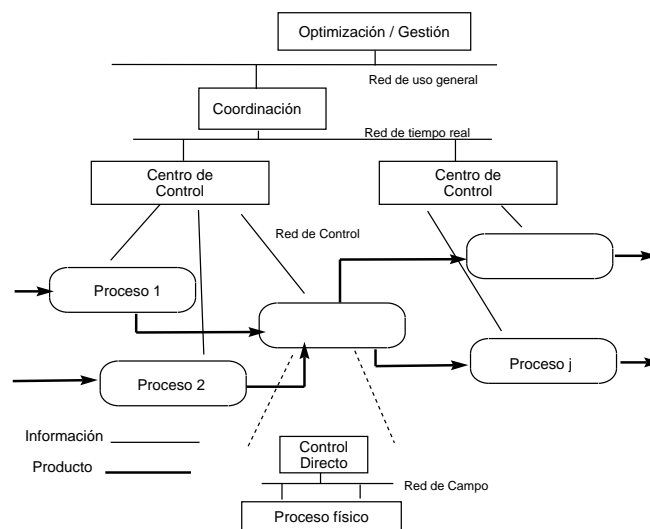 Optimización / Gestión
Red de uso general
Coordinación
Red de tiempo real
Centro de
Control
Centro de
Control
Red de Control
Proceso 1
Proceso 2
Proceso j
Información
Producto
Control
Directo
Red de Campo
Proceso físico